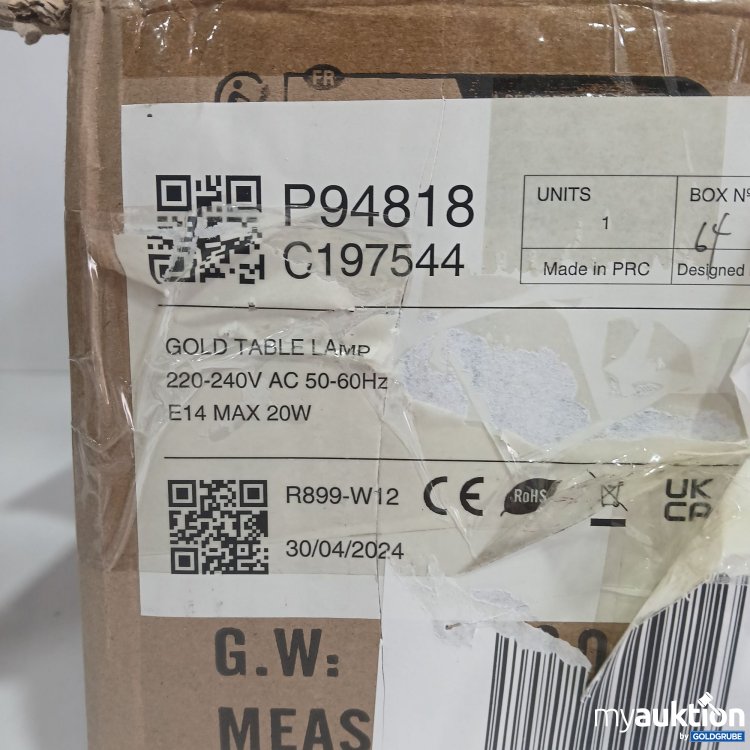 FR
P94818
C197544
UNITS
1
BOX Nº
64
Made in PRC
Designed
GOLD TABLE LAMP
220-240V AC 50-60Hz
E14 MAX 20W
R899-W12
CE
RoHS
UK
CA
30/04/2024
G.W:
MEAS
myauktion
by GOLDGRUBE